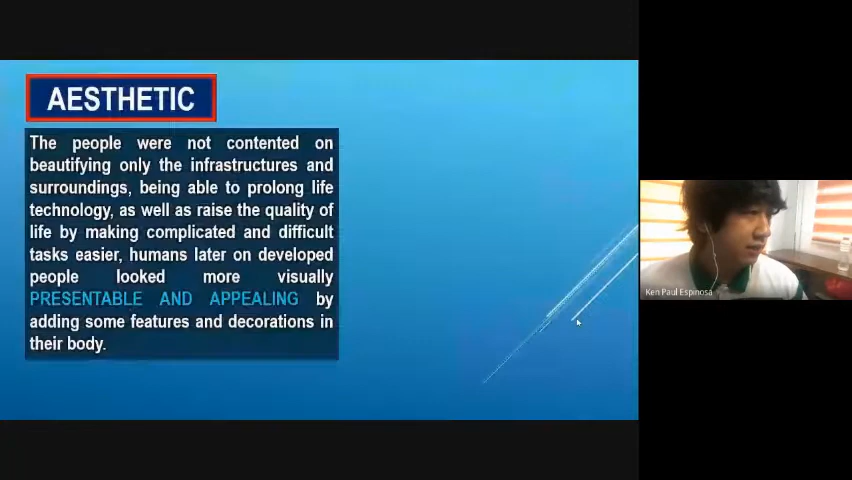 AESTHETIC
The people were not contented on
beautifying only the infrastructures and
surroundings, being able to prolong life
technology, as well as raise the quality of
life by making complicated and difficult
tasks easier, humans later on developed
people looked more visually
PRESENTABLE AND APPEALING by
adding some features and decorations in
their body.
Ken Paul Espinosa